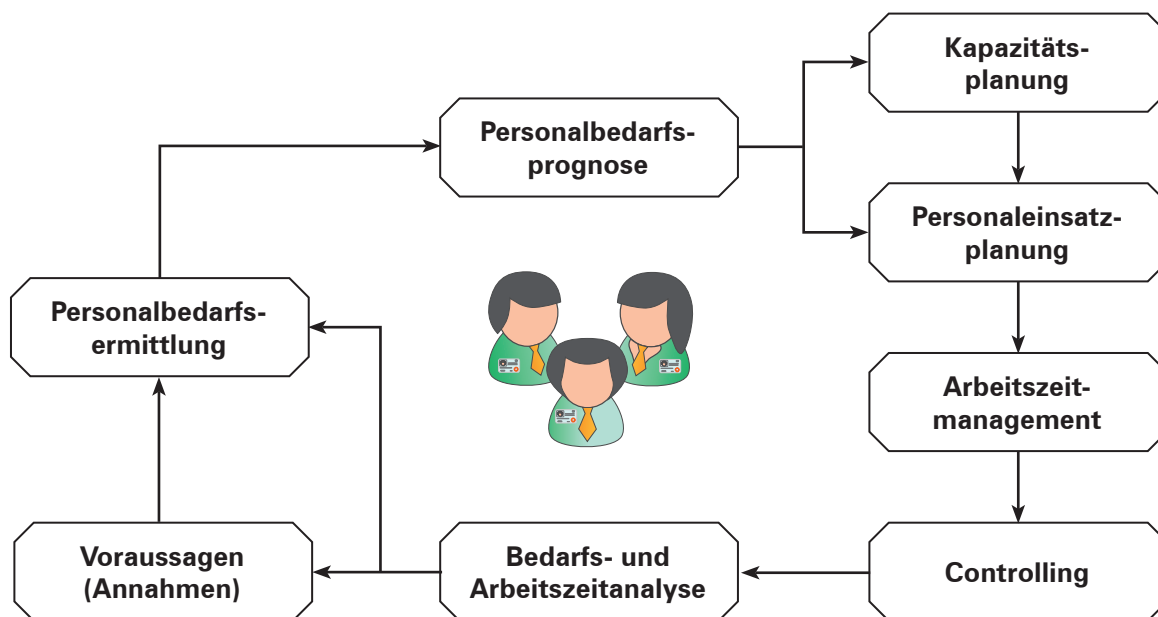 Kapazitäts-
planung
Personalbedarfs-
prognose
Personaleinsatz-
planung
Personalbedarfs-
ermittlung
Arbeitszeit-
management
Voraussagen
(Annahmen)
Bedarfs- und
Arbeitszeitanalyse
Controlling